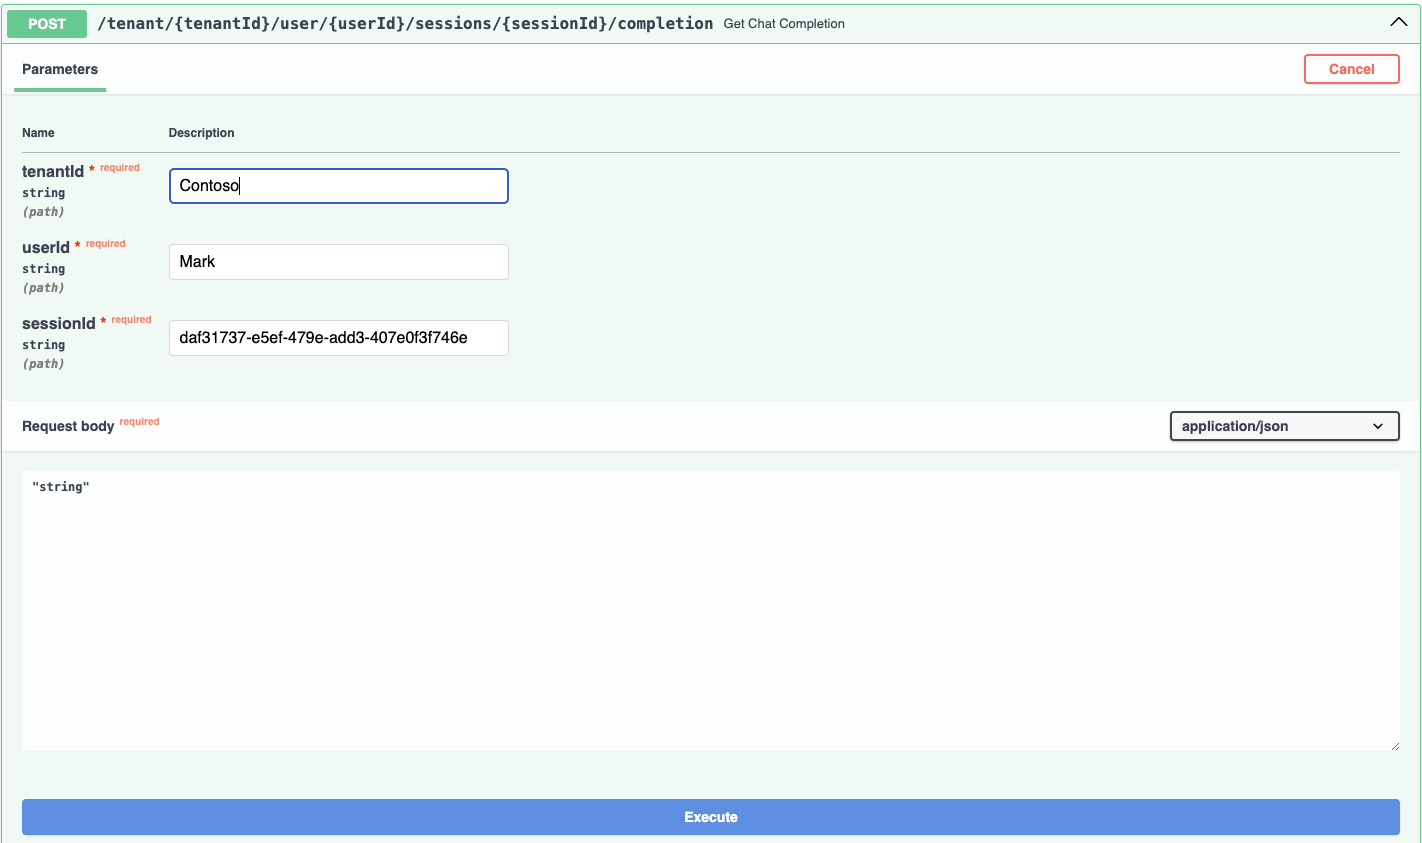 POST /tenant/{tenantId}/user/{userId}/sessions/{sessionId}/completion Get Chat Completion
Parameters Cancel
Name Description
tenantId * required
string
(path)
Contoso
userId * required
string
(path)
Mark
sessionId * required
string
(path)
daf31737-e5ef-479e-add3-407e0f3f746e
Request body required application/json
"string"
Execute